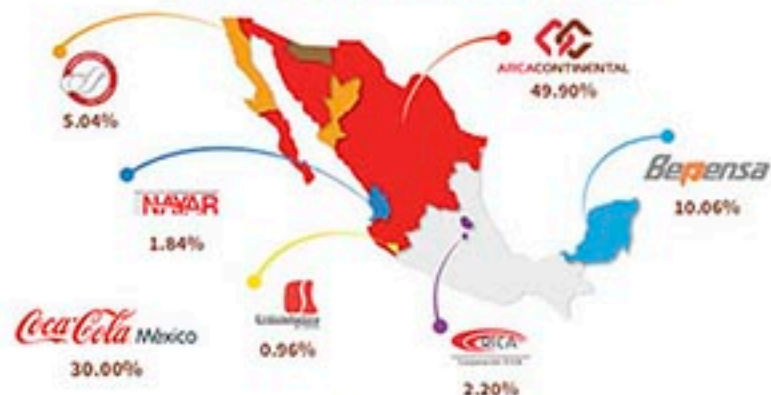 ARCACONTINENTAL
49.90%
5.04%
Bepensa
10.06%
NAYAR
1.84%
Coca-Cola México
30.00%
0.96%
RICA
2.20%